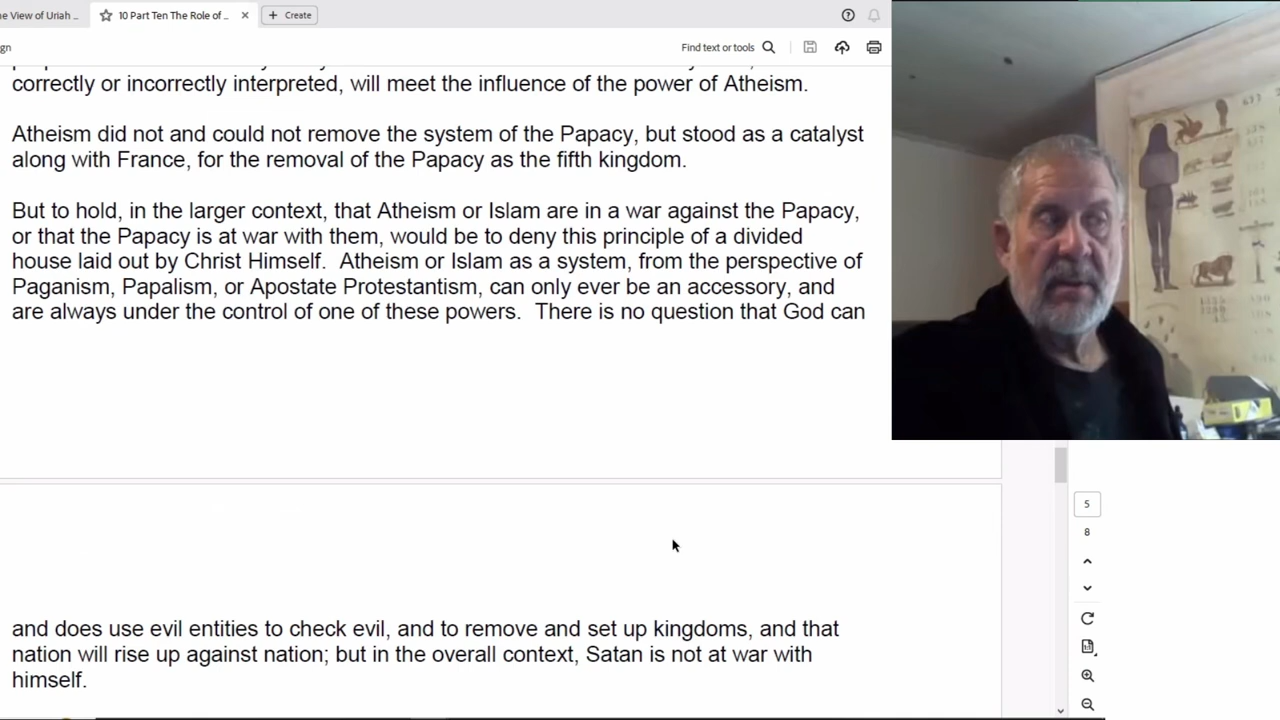 he View of Uriah ...
10 Part Ten The Role of ...
Create
gn
Find text or tools
correctly or incorrectly interpreted, will meet the influence of the power of Atheism.
Atheism did not and could not remove the system of the Papacy, but stood as a catalyst
along with France, for the removal of the Papacy as the fifth kingdom.
But to hold, in the larger context, that Atheism or Islam are in a war against the Papacy,
or that the Papacy is at war with them, would be to deny this principle of a divided
house laid out by Christ Himself.  Atheism or Islam as a system, from the perspective of
Paganism, Papalism, or Apostate Protestantism, can only ever be an accessory, and
are always under the control of one of these powers.  There is no question that God can
5
8
and does use evil entities to check evil, and to remove and set up kingdoms, and that
nation will rise up against nation; but in the overall context, Satan is not at war with
himself.
677